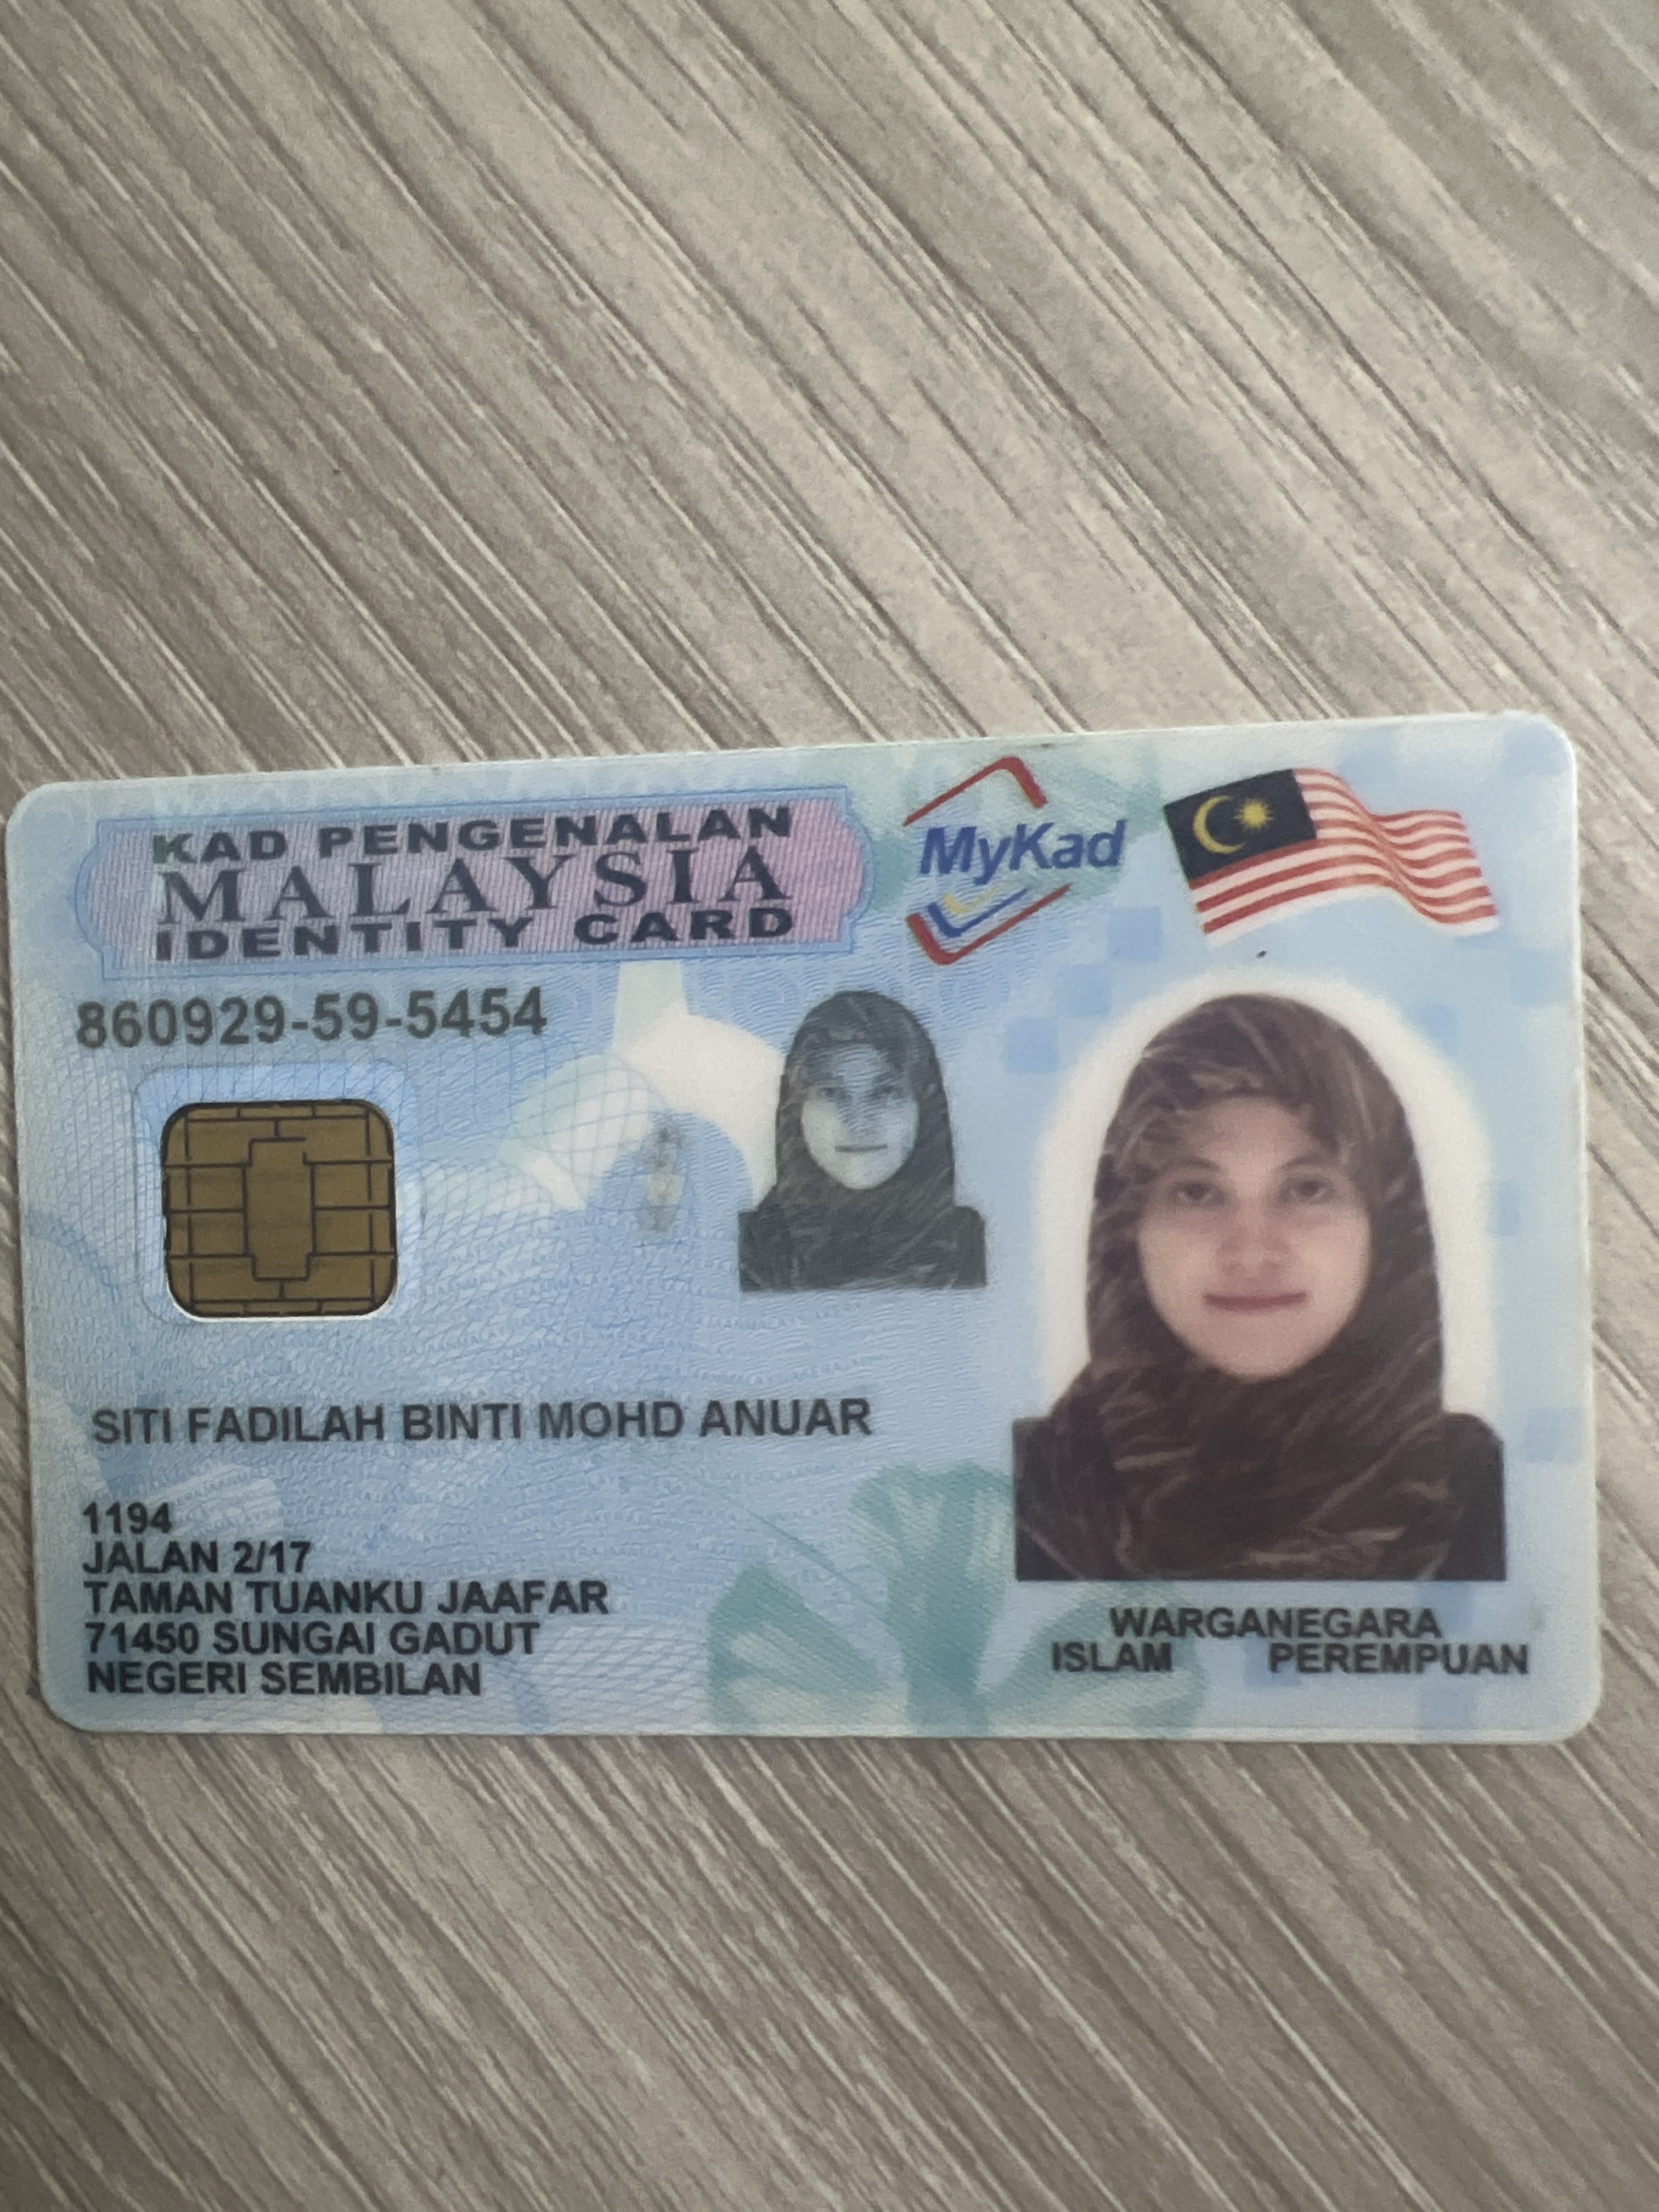 KAD PENGENALAN
MALAYSIA
IDENTITY CARD
MyKad
860929-59-5454
SITI FADILAH BINTI MOHD ANUAR
1194
JALAN 2/17
TAMAN TUANKU JAAFAR
71450 SUNGAI GADUT
NEGERI SEMBILAN
WARGANEGARA
ISLAM PEREMPUAN